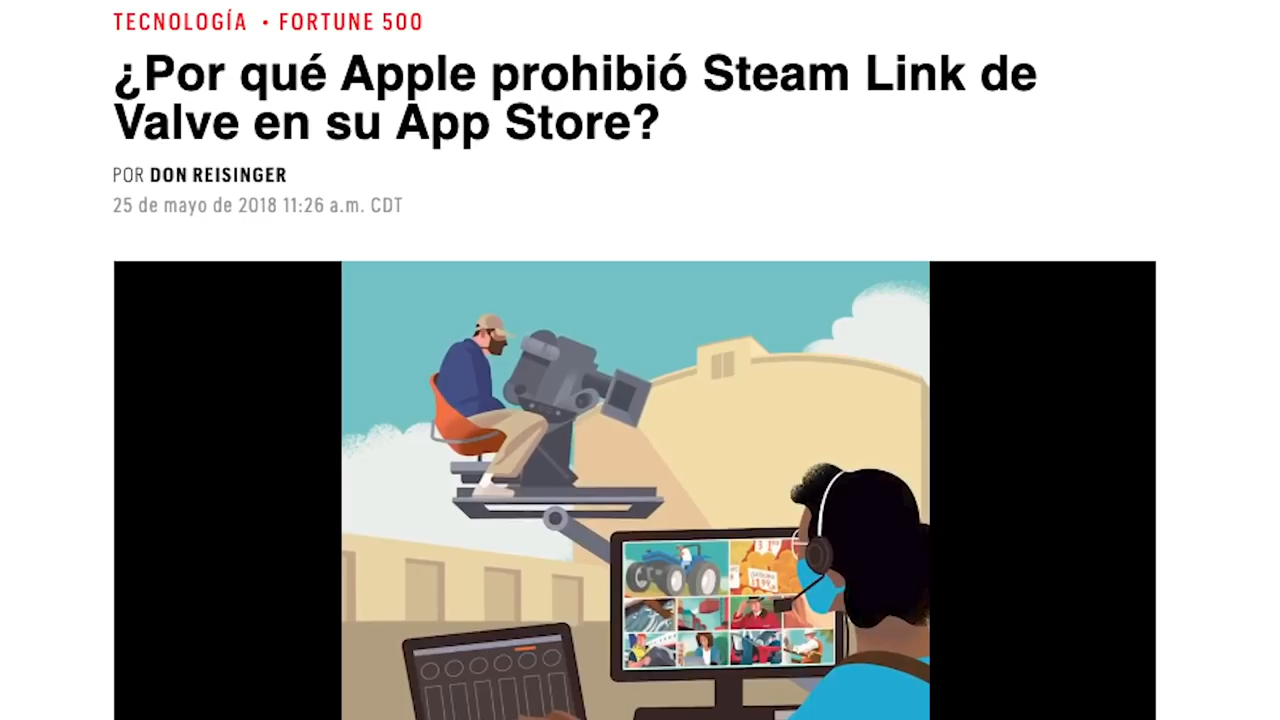 TECNOLOGÍA • FORTUNE 500
¿Por qué Apple prohibió Steam Link de
Valve en su App Store?
POR DON REISINGER
25 de mayo de 2018 11:26 a.m. CDT